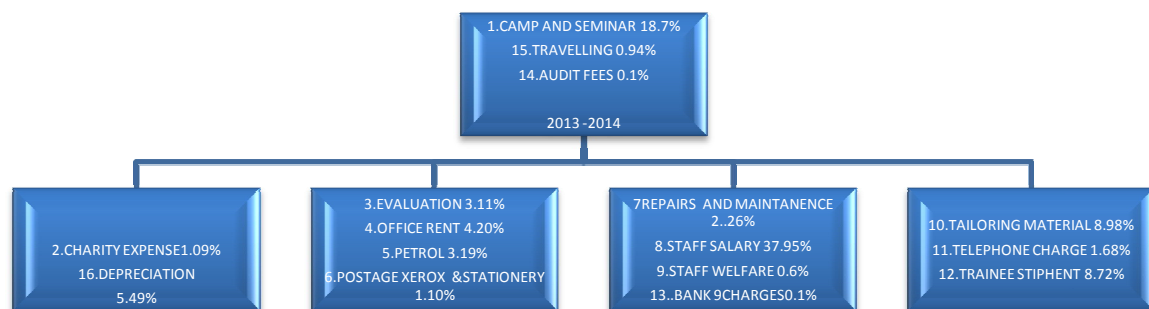 1.CAMP AND SEMINAR 18.7%
15.TRAVELLING 0.94%
14.AUDIT FEES 0.1%
2013 -2014
2.CHARITY EXPENSE1.09%
16.DEPRECIATION
5.49%
3.EVALUATION 3.11%
4.OFFICE RENT 4.20%
5.PETROL 3.19%
6.POSTAGE XEROX &STATIONERY
1.10%
7REPAIRS AND MAINTANENCE
2..26%
8.STAFF SALARY 37.95%
9.STAFF WELFARE 0.6%
13..BANK 9CHARGES0.1%
10.TAILORING MATERIAL 8.98%
11.TELEPHONE CHARGE 1.68%
12.TRAINEE STIPHENT 8.72%